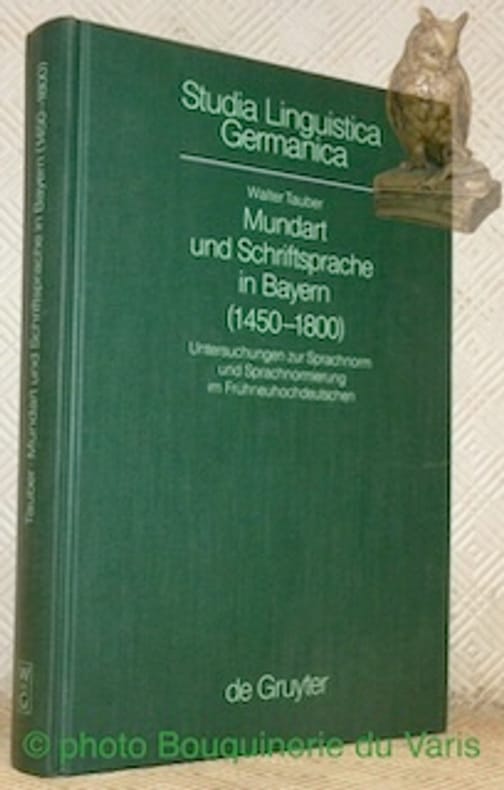 Studia Linguistica
Germanica
Walter Tauber
Mundart
und Schriftsprache
in Bayern
(1450–1800)
Untersuchungen zur Sprachnorm
und Sprachnormierung
im Frühneuhochdeutschen
de Gruyter
Tauber · Mundart und Schriftsprache in Bayern (1450–1800)
© photo Bouquinerie du Varis